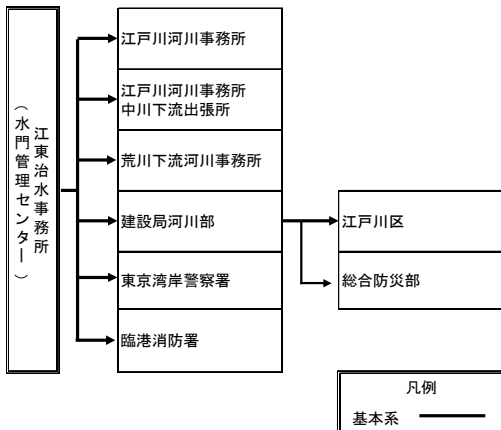 江東治水事務所
（水門管理センター）
江戸川河川事務所
江戸川河川事務所
中川下流出張所
荒川下流河川事務所
建設局河川部
東京湾岸警察署
臨港消防署
江戸川区
総合防災部
凡例
基本系